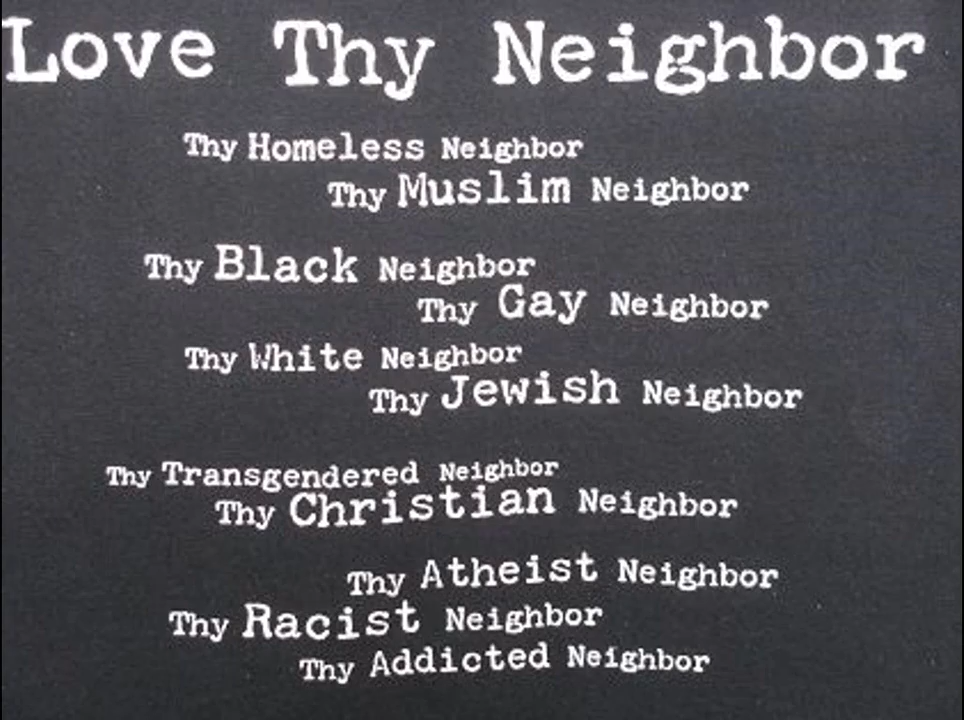 Love Thy Neighbor
Thy Homeless Neighbor
Thy Muslim Neighbor
Thy Black Neighbor
Thy Gay Neighbor
Thy White Neighbor
Thy Jewish Neighbor
Thy Transgendered Neighbor
Thy Christian Neighbor
Thy Atheist Neighbor
Thy Racist Neighbor
Thy Addicted Neighbor